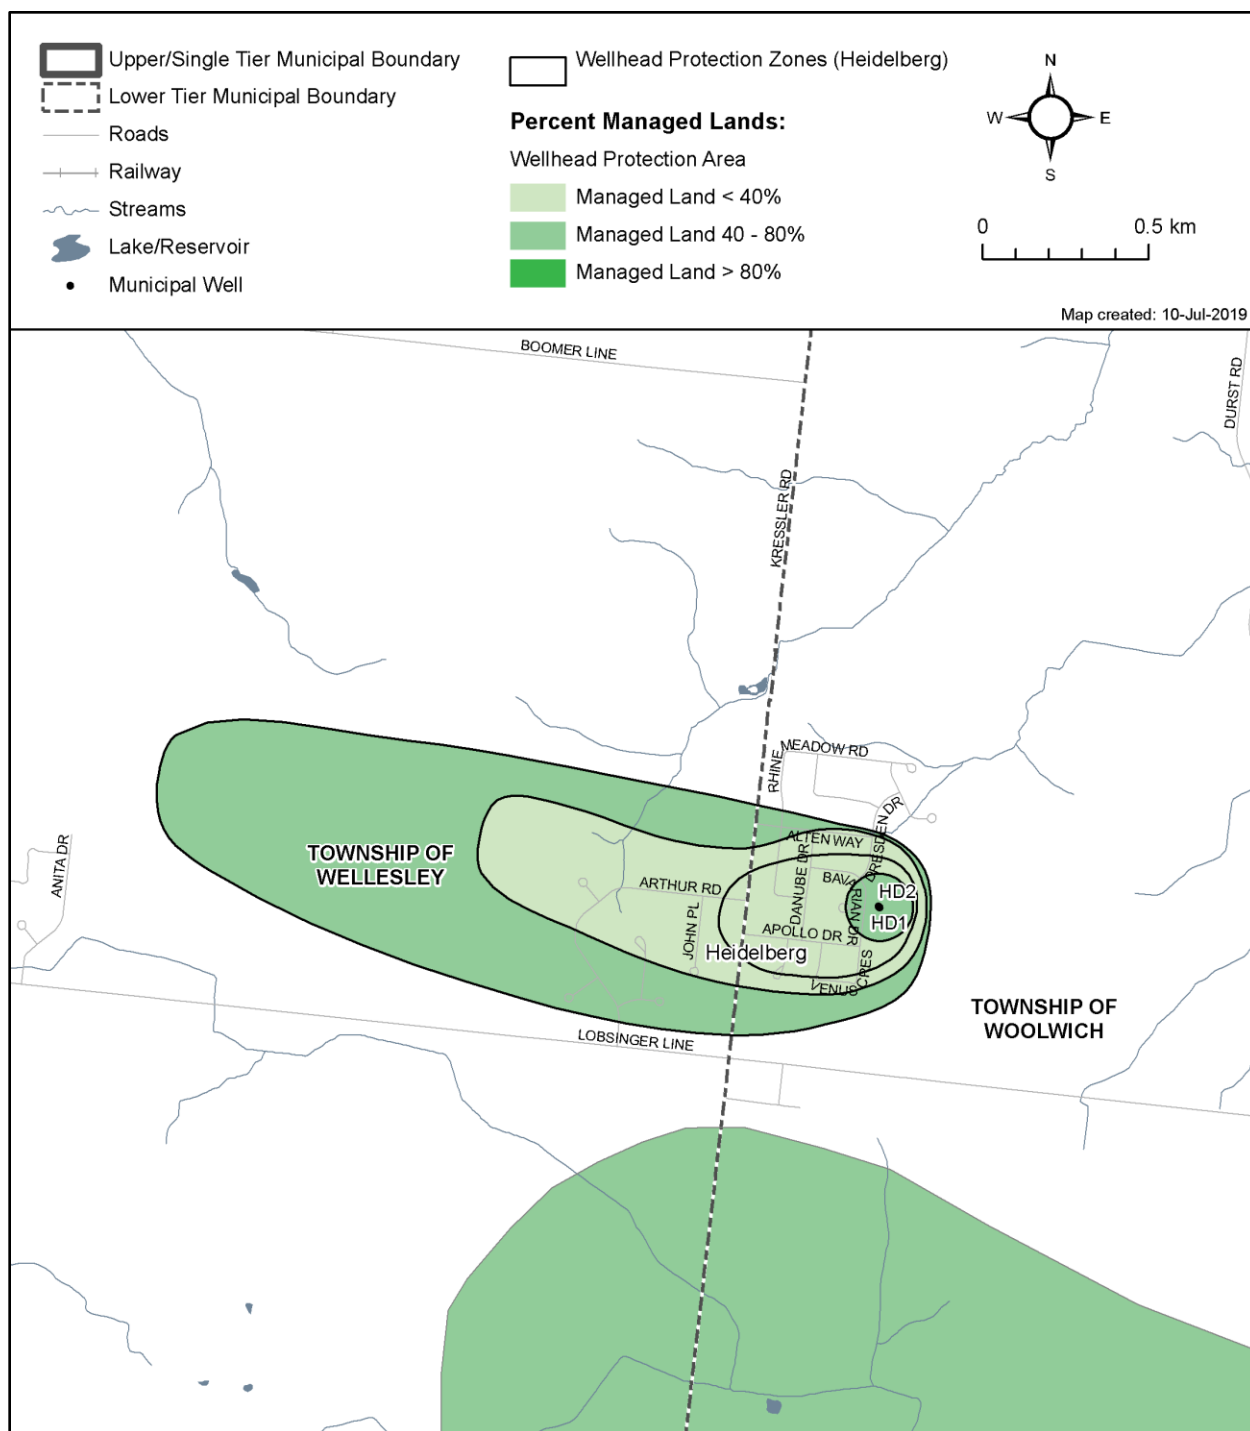 Upper/Single Tier Municipal Boundary
Lower Tier Municipal Boundary
Roads
Railway
Streams
Lake/Reservoir
Municipal Well
Wellhead Protection Zones (Heidelberg)
Percent Managed Lands:
Wellhead Protection Area
Managed Land < 40%
Managed Land 40 - 80%
Managed Land > 80%
N
W
E
S
0
0.5 km
Map created: 10-Jul-2019
BOOMER LINE
DURST RD
KRESSLER RD
MEADOW RD
RHINE
DRESDEN DR
ALTEN WAY
ANITA DR
TOWNSHIP OF
WELLESLEY
DANUBE DR
BAVARIAN DR
HD2
HD1
ARTHUR RD
JOHN PL
APOLLO DR
Heidelberg
VENUS CRES
TOWNSHIP OF
WOOLWICH
LOBSINGER LINE